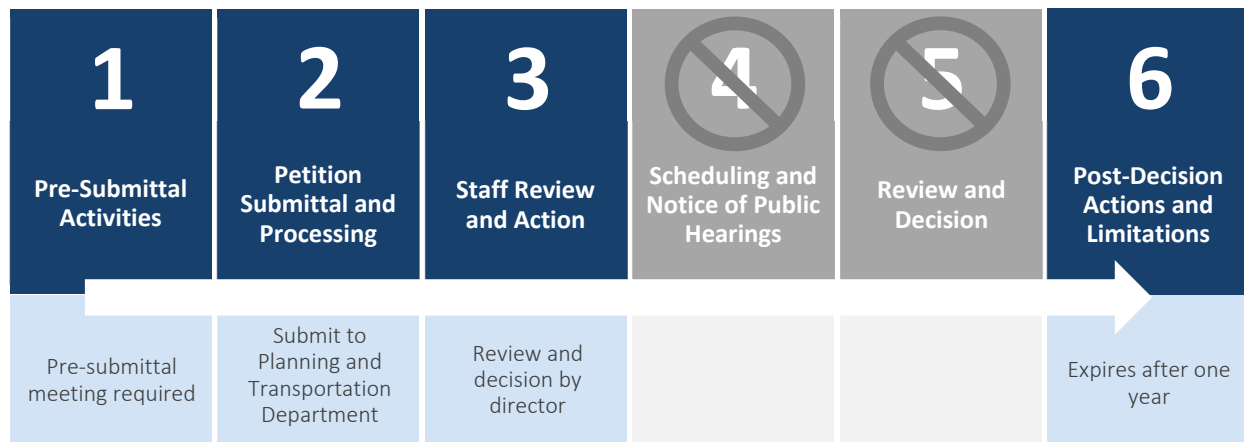 1
Pre-Submittal
Activities
Pre-submittal
meeting required
2
Petition
Submittal and
Processing
Submit to
Planning and
Transportation
Department
3
Staff Review
and Action
Review and
decision by
director
4
Scheduling and
Notice of Public
Hearings
5
Review and
Decision
6
Post-Decision
Actions and
Limitations
Expires after one
year